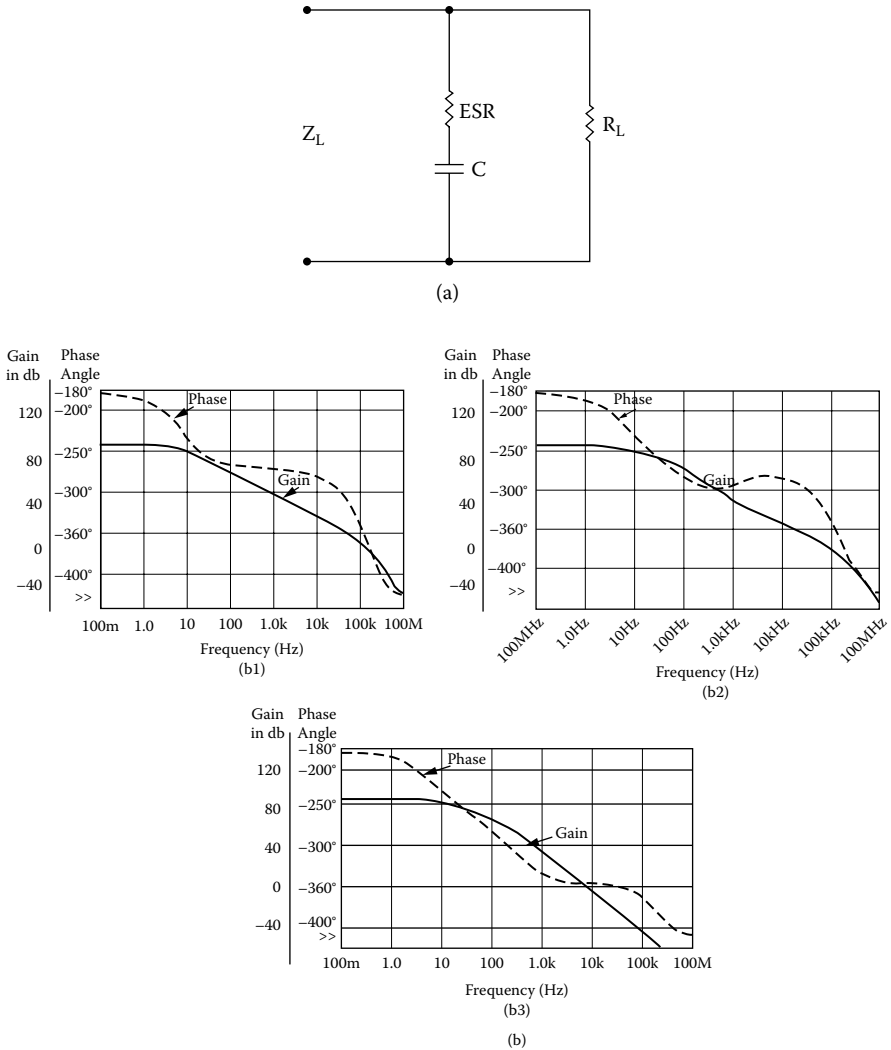 Z_L
ESR
C
R_L
(a)
Gain in db
Phase Angle
120
80
40
0
−40
−180°
−200°
−250°
−300°
−360°
−400°
>>
Phase
Gain
100m 1.0 10 100 1.0k 10k 100k 100M
Frequency (Hz)
(b1)
Gain in db
Phase Angle
120
80
40
0
−40
−180°
−200°
−250°
−300°
−360°
−400°
>>
Phase
Gain
100MHz 1.0Hz 10Hz 100Hz 1.0kHz 10kHz 100kHz 100MHz
Frequency (Hz)
(b2)
Gain in db
Phase Angle
120
80
40
0
−40
−180°
−200°
−250°
−300°
−360°
−400°
>>
Phase
Gain
100m 1.0 10 100 1.0k 10k 100k 100M
Frequency (Hz)
(b3)
(b)